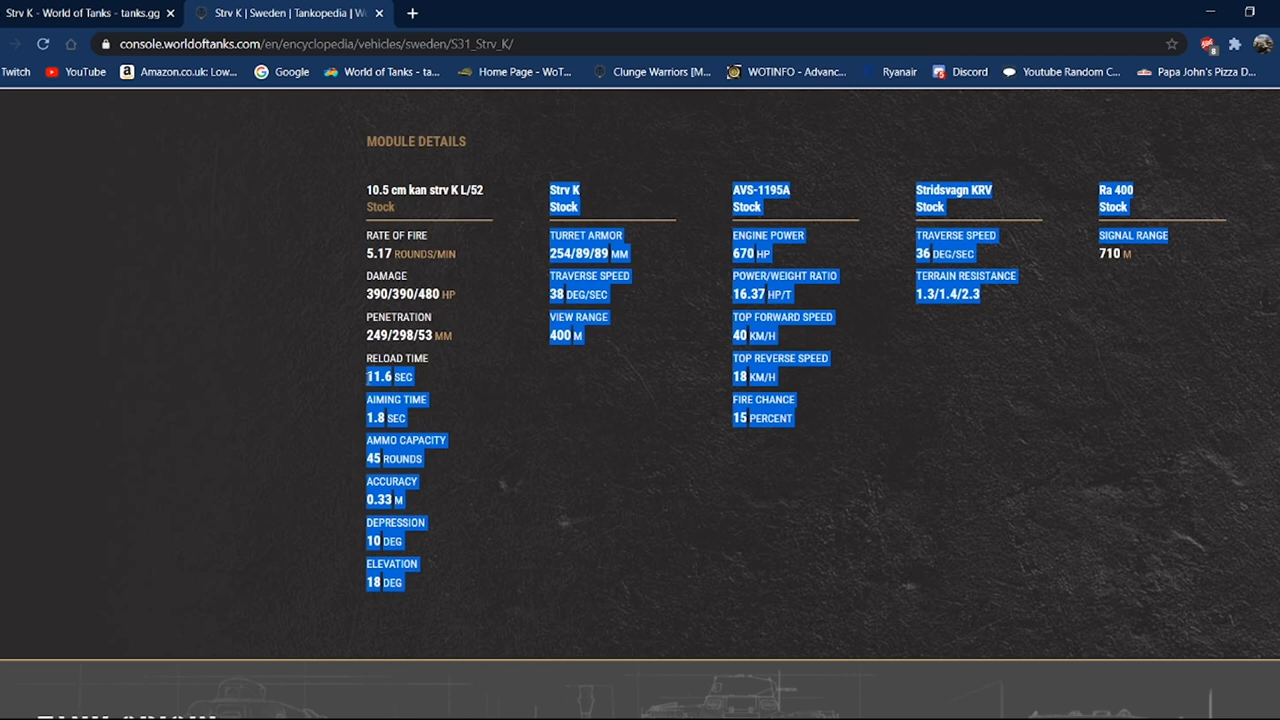 Strv K - World of Tanks - tanks.gg
Strv K | Sweden | Tankopedia | W
console.worldoftanks.com/en/encyclopedia/vehicles/sweden/S31_Strv_K/
8
Twitch YouTube Amazon.co.uk: Low... Google World of Tanks - ta... Home Page - WoT... Clunge Warriors [M... WOTINFO - Advanc... Ryanair Discord Youtube Random C... Papa John's Pizza D...
MODULE DETAILS
10.5 cm kan strv K L/52
Stock
RATE OF FIRE
5.17 ROUNDS/MIN
DAMAGE
390/390/480 HP
PENETRATION
249/298/53 MM
RELOAD TIME
11.6 SEC
AIMING TIME
1.8 SEC
AMMO CAPACITY
45 ROUNDS
ACCURACY
0.33 M
DEPRESSION
10 DEG
ELEVATION
18 DEG
Strv K
Stock
TURRET ARMOR
254/89/89 MM
TRAVERSE SPEED
38 DEG/SEC
VIEW RANGE
400 M
AVS-1195A
Stock
ENGINE POWER
670 HP
POWER/WEIGHT RATIO
16.37 HP/T
TOP FORWARD SPEED
40 KM/H
TOP REVERSE SPEED
18 KM/H
FIRE CHANCE
15 PERCENT
Stridsvagn KRV
Stock
TRAVERSE SPEED
36 DEG/SEC
TERRAIN RESISTANCE
1.3/1.4/2.3
Ra 400
Stock
SIGNAL RANGE
710 M